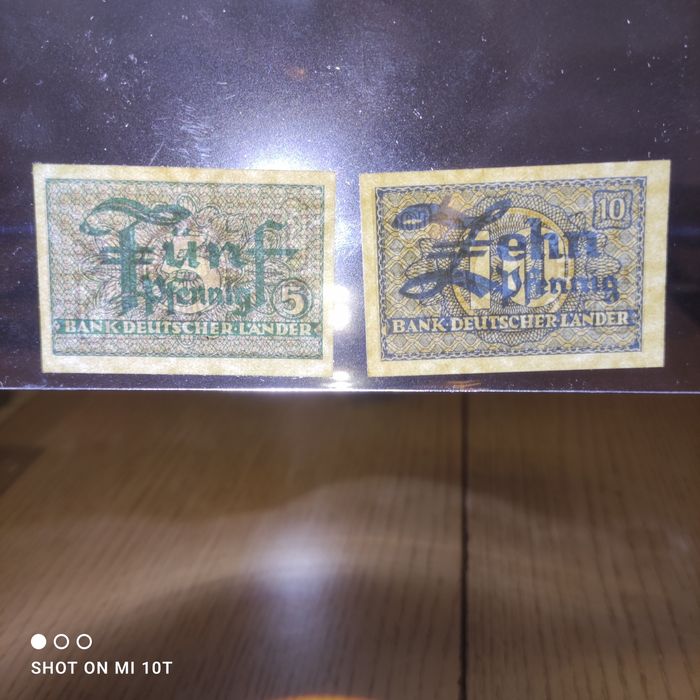 Fünf
Pfennig
5
BANK·DEUTSCHER·LÄNDER
10
Zehn
Pfennig
BANK·DEUTSCHER·LÄNDER
SHOT ON MI 10T